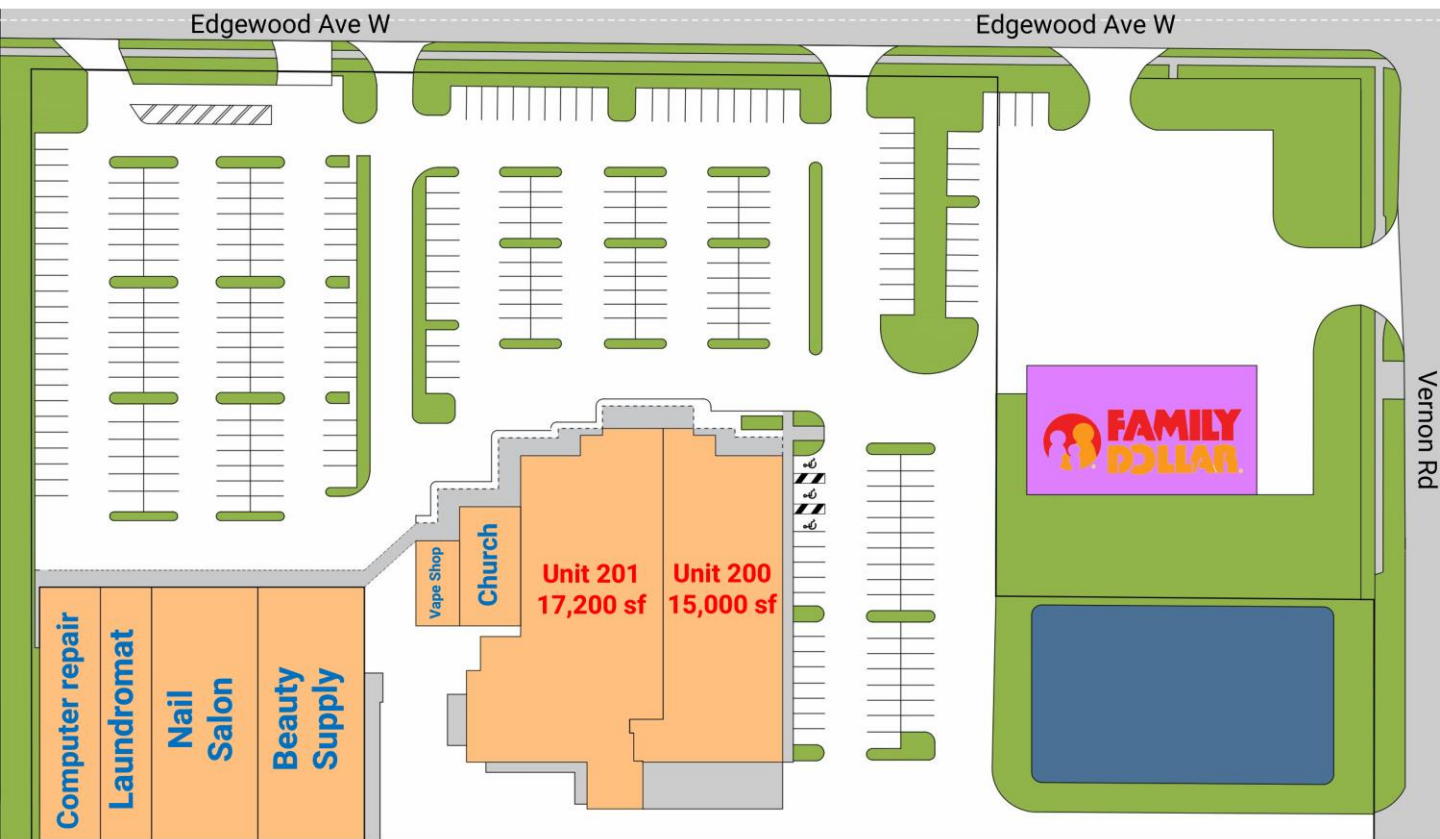 Edgewood Ave W
Edgewood Ave W
Vernon Rd
FAMILY
DOLLAR
Vape Shop
Church
Unit 201
17,200 sf
Unit 200
15,000 sf
Computer repair
Laundromat
Nail
Salon
Beauty
Supply